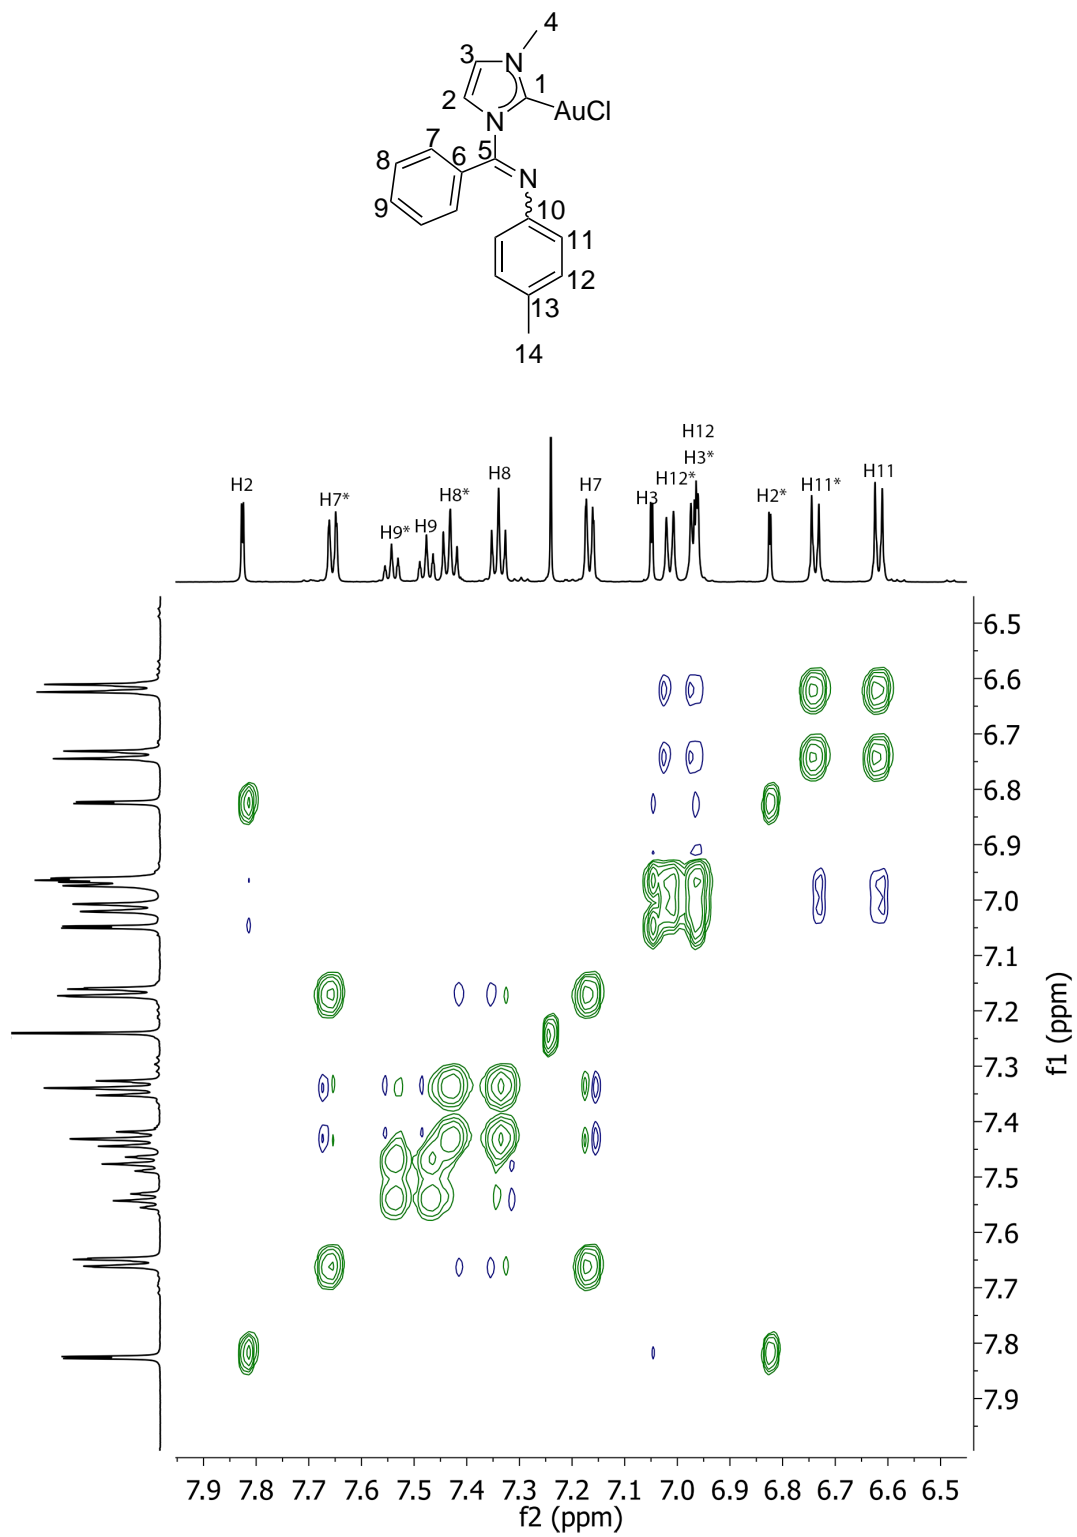 4
3
N
1
2
AuCl
N
7
5
8
6
N
9
10
11
12
13
14
H12
H3*
H2
H7*
H9*
H9
H8*
H8
H7
H3
H12*
H2*
H11*
H11
6.5
6.6
6.7
6.8
6.9
7.0
7.1
7.2
7.3
7.4
7.5
7.6
7.7
7.8
7.9
f1 (ppm)
7.9 7.8 7.7 7.6 7.5 7.4 7.3 7.2 7.1 7.0 6.9 6.8 6.7 6.6 6.5
f2 (ppm)